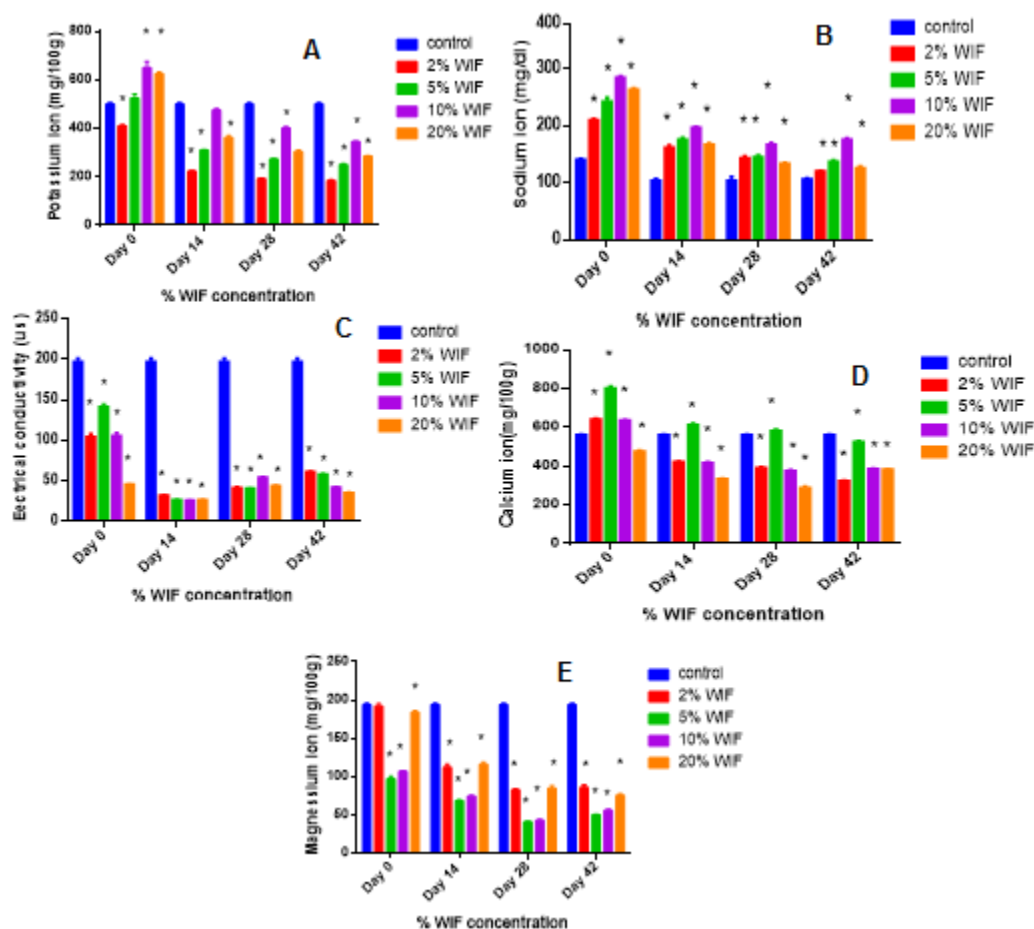 A
Potassium ion (mg/100g)
800
600
400
200
0
* * * * * * * * * * * * *
Day 0 Day 14 Day 28 Day 42
% WIF concentration
control
2% WIF
5% WIF
10% WIF
20% WIF
B
sodium ion (mg/dl)
400
300
200
100
0
* * * * * * * * * * * * * * * *
Day 0 Day 14 Day 28 Day 42
% WIF concentration
control
2% WIF
5% WIF
10% WIF
20% WIF
C
Eectrical conductivity (us)
250
200
150
100
50
0
* * * * * * * * * * * * * * * *
Day 0 Day 14 Day 28 Day 42
% WIF concentration
control
2% WIF
5% WIF
10% WIF
20% WIF
D
Calcium ion(mg/100g)
1000
800
600
400
200
0
* * * * * * * * * * * * * * * *
Day 0 Day 14 Day 28 Day 42
% WIF concentration
control
2% WIF
5% WIF
10% WIF
20% WIF
E
Magnessium Ion (mg/100g)
250
200
150
100
50
0
* * * * * * * * * * * * * * *
Day 0 Day 14 Day 28 Day 42
% WIF concentration
control
2% WIF
5% WIF
10% WIF
20% WIF